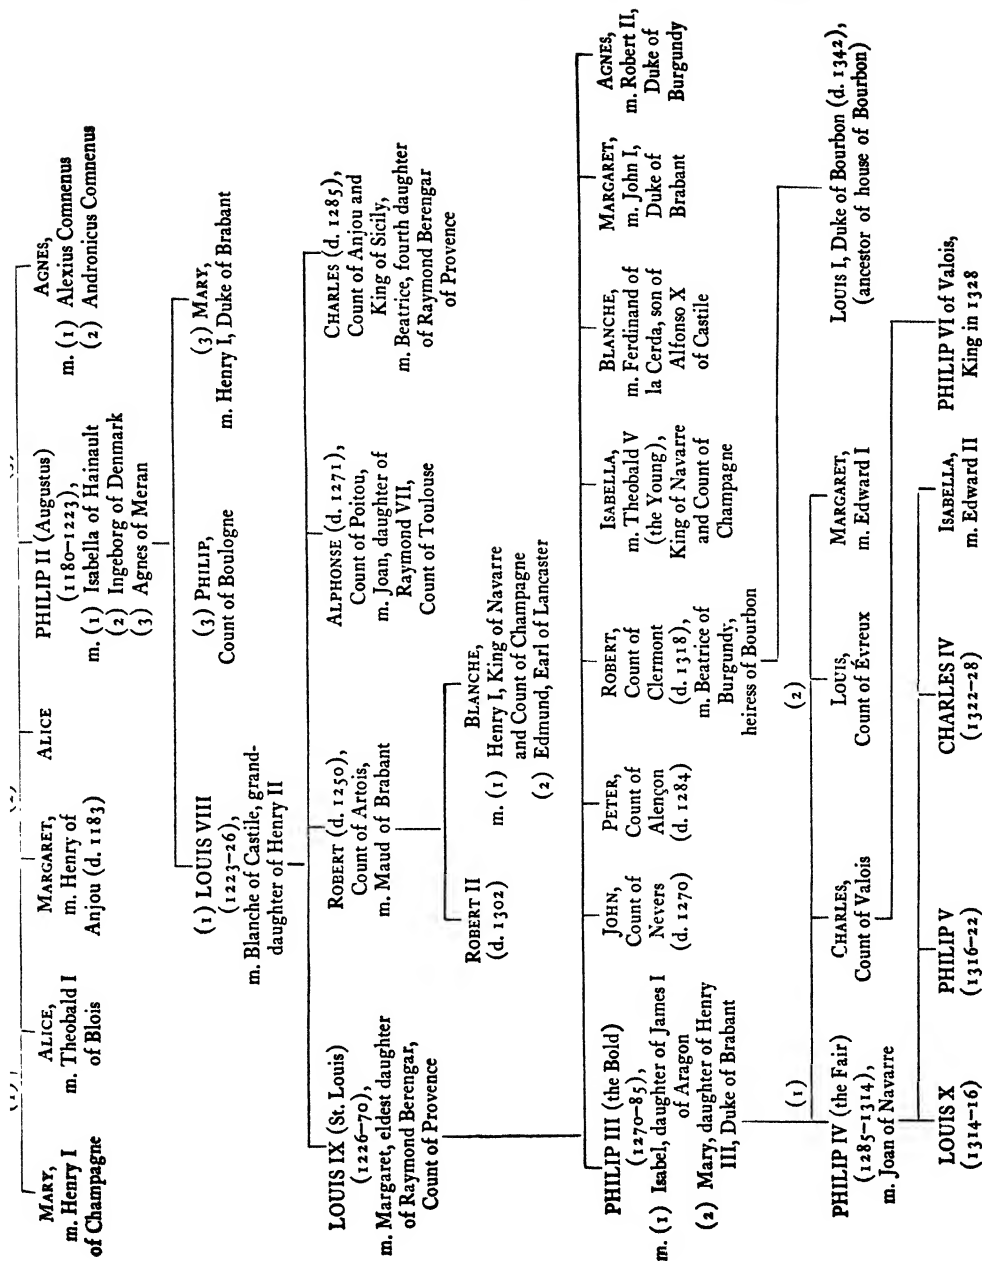 MARY,
m. Henry I
of Champagne
ALICE,
m. Theobald I
of Blois
MARGARET,
m. Henry of
Anjou (d. 1183)
ALICE
PHILIP II (Augustus)
(1180–1223),
m. (1) Isabella of Hainault
(2) Ingeborg of Denmark
(3) Agnes of Meran
AGNES,
m. (1) Alexius Comnenus
(2) Andronicus Comnenus
(1) LOUIS VIII
(1223–26),
m. Blanche of Castile, grand-
daughter of Henry II
(3) PHILIP,
Count of Boulogne
(3) MARY,
m. Henry I, Duke of Brabant
LOUIS IX (St. Louis)
(1226–70),
m. Margaret, eldest daughter
of Raymond Berengar,
Count of Provence
ROBERT (d. 1250),
Count of Artois,
m. Maud of Brabant
ALPHONSE (d. 1271),
Count of Poitou,
m. Joan, daughter of
Raymond VII,
Count of Toulouse
CHARLES (d. 1285),
Count of Anjou and
King of Sicily,
m. Beatrice, fourth daughter
of Raymond Berengar
of Provence
ROBERT II
(d. 1302)
BLANCHE,
m. (1) Henry I, King of Navarre
and Count of Champagne
(2) Edmund, Earl of Lancaster
PHILIP III (the Bold)
(1270–85),
m. (1) Isabel, daughter of James I
of Aragon
(2) Mary, daughter of Henry
III, Duke of Brabant
JOHN,
Count of
Nevers
(d. 1270)
PETER,
Count of
Alençon
(d. 1284)
ROBERT,
Count of
Clermont
(d. 1318),
m. Beatrice of
Burgundy,
heiress of Bourbon
ISABELLA,
m. Theobald V
(the Young),
King of Navarre
and Count of
Champagne
BLANCHE,
m. Ferdinand of
la Cerda, son of
Alfonso X
of Castile
MARGARET,
m. John I,
Duke of
Brabant
AGNES,
m. Robert II,
Duke of
Burgundy
(1)
(2)
PHILIP IV (the Fair)
(1285–1314),
m. Joan of Navarre
CHARLES,
Count of Valois
LOUIS,
Count of Évreux
MARGARET,
m. Edward I
LOUIS I, Duke of Bourbon (d. 1342),
(ancestor of house of Bourbon)
LOUIS X
(1314–16)
PHILIP V
(1316–22)
CHARLES IV
(1322–28)
ISABELLA,
m. Edward II
PHILIP VI of Valois,
King in 1328